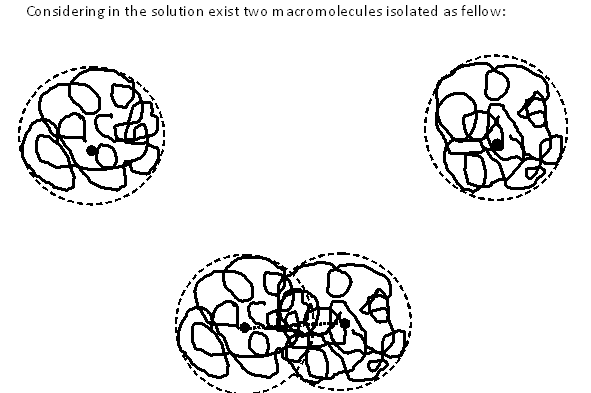 Considering in the solution exist two macromolecules isolated as fellow: